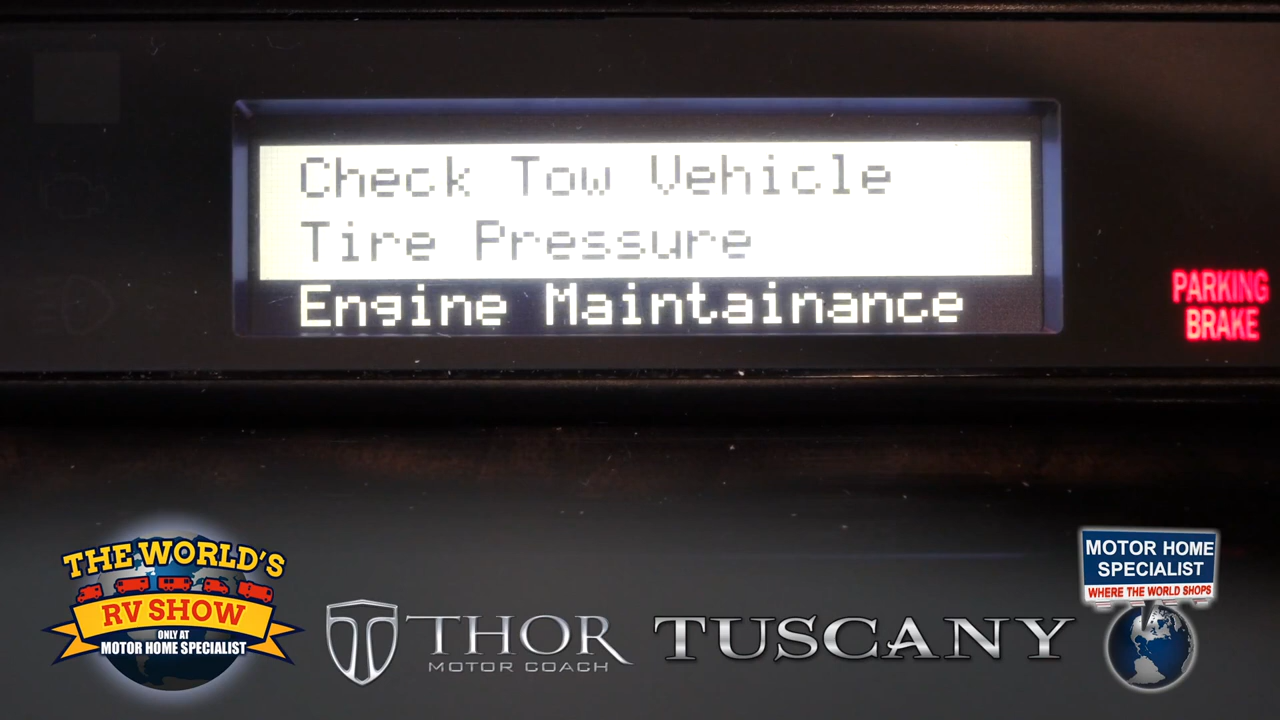 Check Tow Vehicle
Tire Pressure
Engine Maintainance
PARKING
BRAKE
THE WORLD'S
RV SHOW
ONLY AT
MOTOR HOME SPECIALIST
THOR
MOTOR COACH
TUSCANY
MOTOR HOME
SPECIALIST
WHERE THE WORLD SHOPS